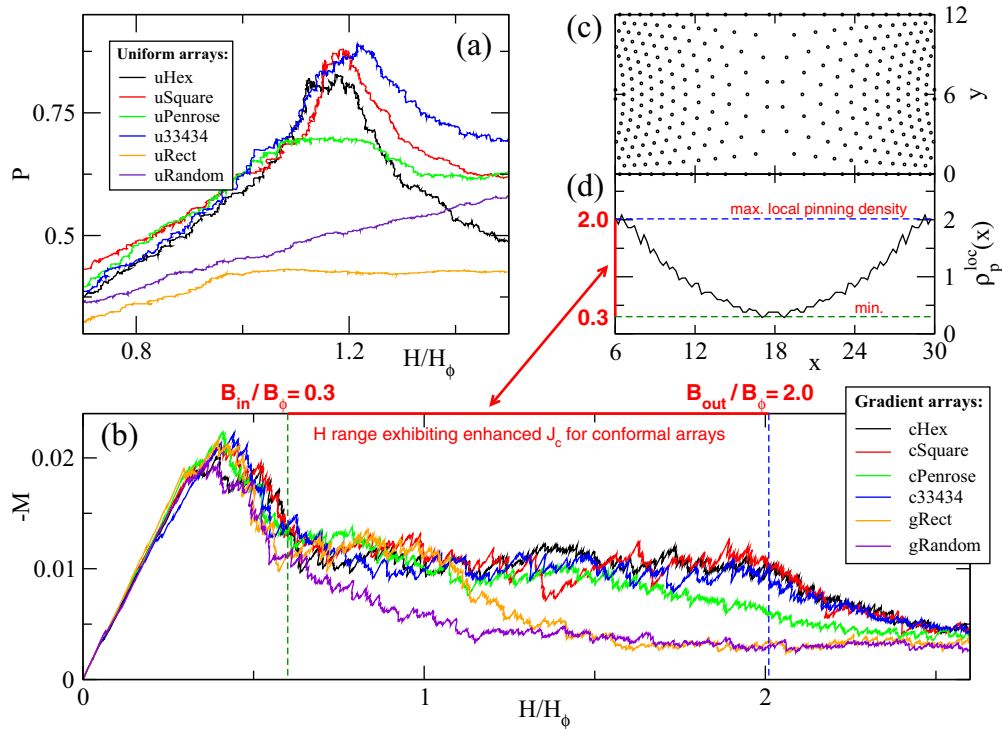 (a)
Uniform arrays:
uHex
uSquare
uPenrose
u33434
uRect
uRandom
P
0.75
0.5
0.8
1.2
H/Hϕ
(c)
12
6
0
y
(d)
max. local pinning density
min.
2.0
0.3
2
1
0
ρp^loc(x)
6
12
18
24
30
x
Bin / Bϕ = 0.3
Bout / Bϕ = 2.0
(b)
H range exhibiting enhanced Jc for conformal arrays
-M
0.02
0.01
0
0
1
2
H/Hϕ
Gradient arrays:
cHex
cSquare
cPenrose
c33434
gRect
gRandom